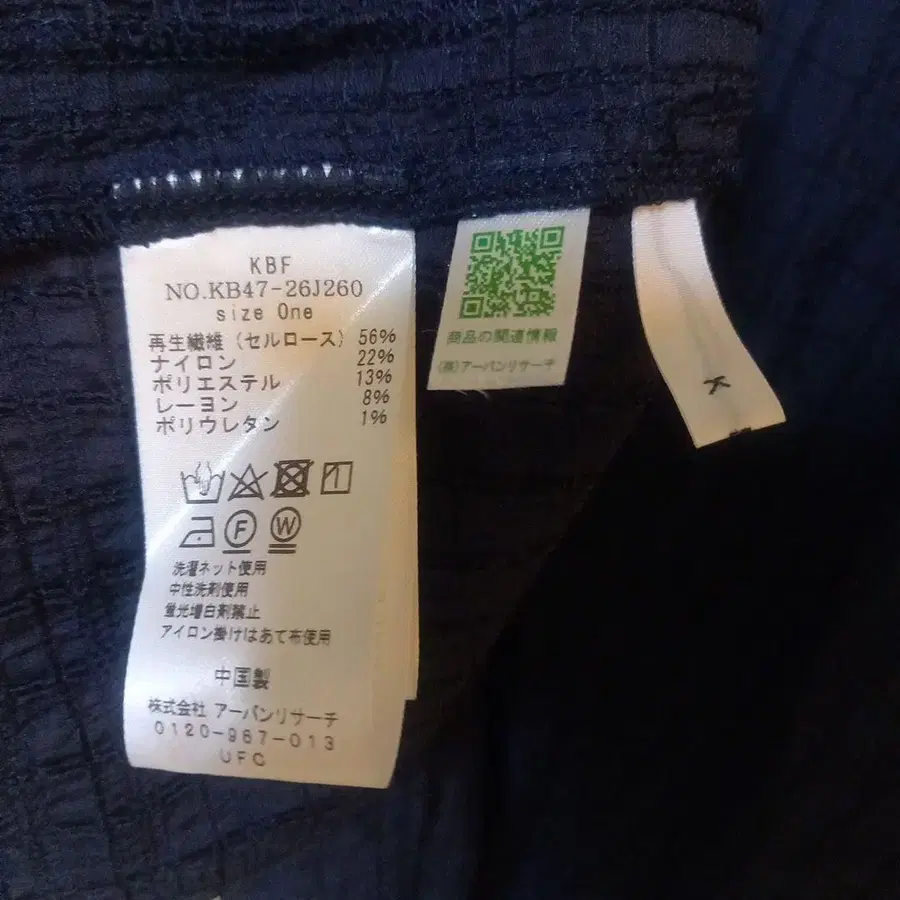 KBF
NO.KB47-26J260
size One
再生繊維(セルロース) 56%
ナイロン 22%
ポリエステル 13%
レーヨン 8%
ポリウレタン 1%
F W
洗濯ネット使用
中性洗剤使用
蛍光増白剤禁止
アイロン掛けはあて布使用
中国製
株式会社 アーバンリサーチ
0120-967-013
UFC
商品の関連情報
(株)アーバンリサーチ
K